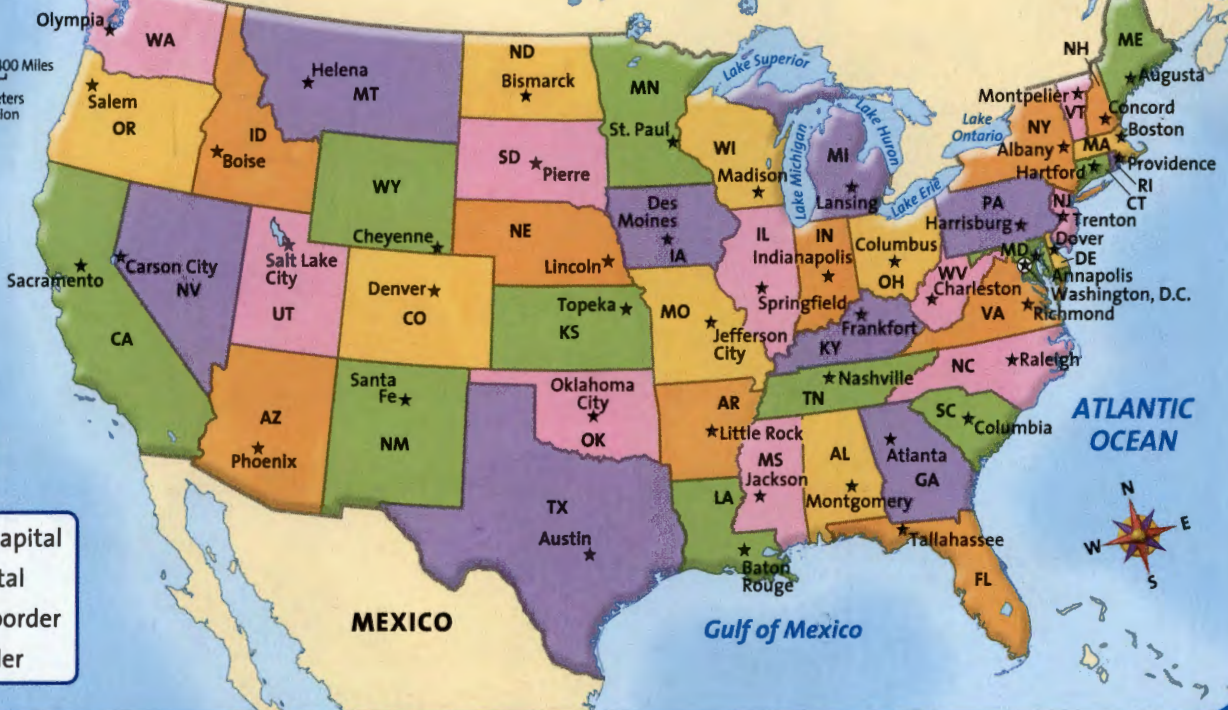 Olympia
WA
400 Miles
Salem
OR
Helena
MT
ID
Boise
ND
Bismarck
MN
St. Paul
SD
Pierre
WY
Cheyenne
NE
Lincoln
Des
Moines
IA
WI
Madison
Lake Superior
Lake Michigan
Lake Huron
MI
Lansing
Lake Erie
Lake
Ontario
NH
ME
Augusta
Montpelier
VT
Concord
NY
Albany
MA
Boston
Hartford
Providence
RI
CT
PA
Harrisburg
NJ
Trenton
MD
Dover
DE
Annapolis
Washington, D.C.
WV
Charleston
VA
Richmond
Columbus
OH
IN
Indianapolis
IL
Springfield
Frankfort
KY
Sacramento
CA
Carson City
NV
Salt Lake
City
UT
Denver
CO
Topeka
KS
MO
Jefferson
City
AZ
Phoenix
Santa
Fe
NM
Oklahoma
City
OK
AR
Little Rock
TN
Nashville
NC
Raleigh
SC
Columbia
ATLANTIC
OCEAN
MS
Jackson
AL
Montgomery
Atlanta
GA
TX
Austin
LA
Baton
Rouge
Tallahassee
FL
N
E
W
S
MEXICO
Gulf of Mexico
apital
tal
border